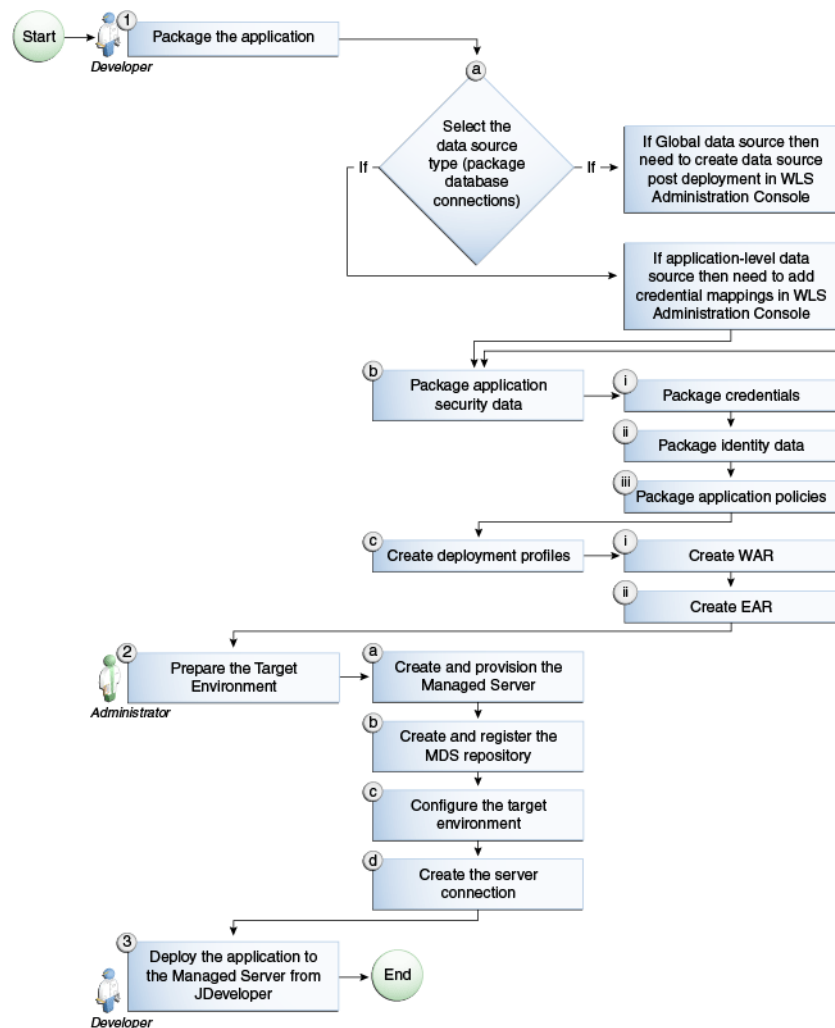 Start
1
Package the application
Developer
a
Select the
data source
type (package
database
connections)
If
If
If Global data source then
need to create data source
post deployment in WLS
Administration Console
If application-level data
source then need to add
credential mappings in WLS
Administration Console
b
Package application
security data
i
Package credentials
ii
Package identity data
iii
Package application policies
c
Create deployment profiles
i
Create WAR
ii
Create EAR
2
Prepare the Target
Environment
Administrator
a
Create and provision the
Managed Server
b
Create and register the
MDS repository
c
Configure the target
environment
d
Create the server
connection
3
Deploy the application to
the Managed Server from
JDeveloper
Developer
End